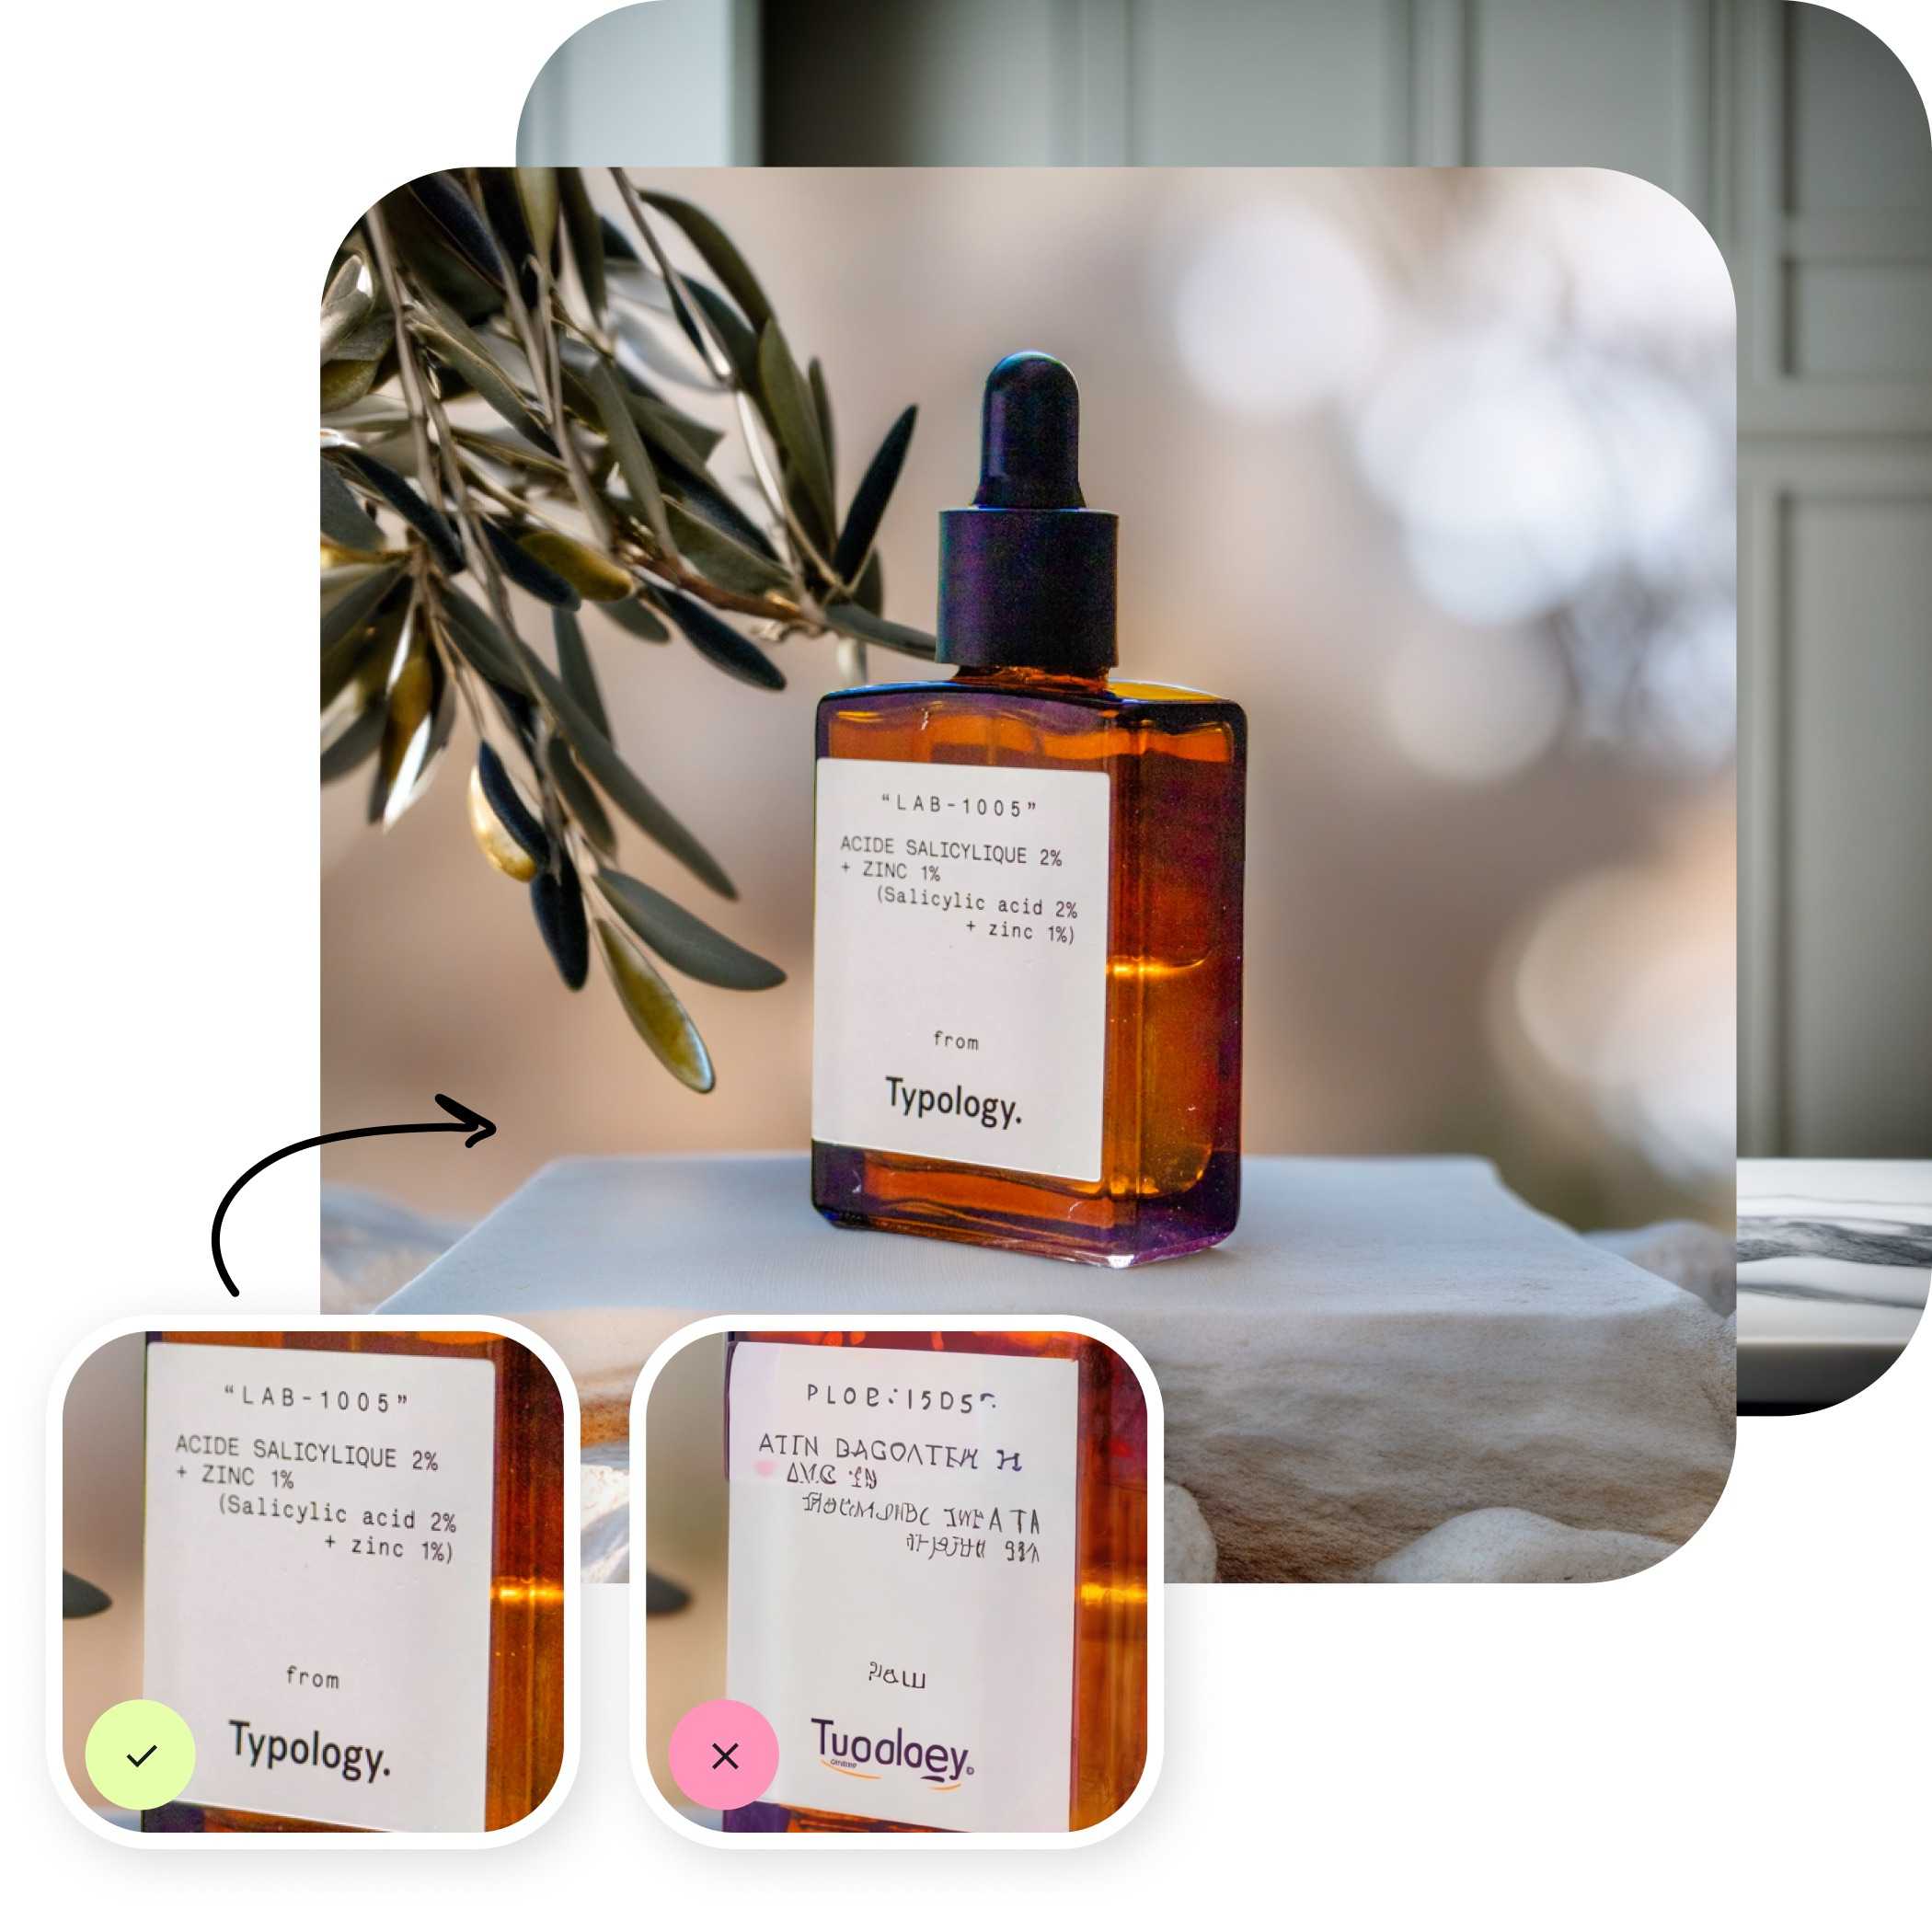 “LAB-1005”
ACIDE SALICYLIQUE 2%
+ ZINC 1%
(Salicylic acid 2%
+ zinc 1%)
from
Typology.
“LAB-1005”
ACIDE SALICYLIQUE 2%
+ ZINC 1%
(Salicylic acid 2%
+ zinc 1%)
from
Typology.
Tuoalaey